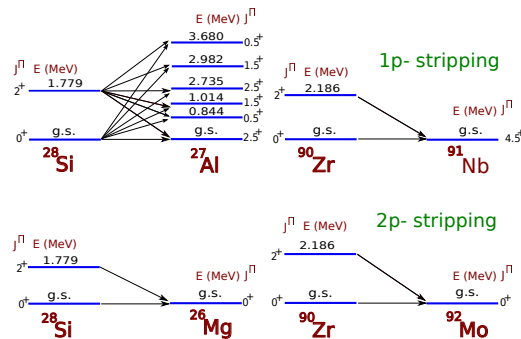 1p- stripping
J^Π E (MeV)
2+ 1.779
0+ g.s.
28Si
E (MeV) J^Π
3.680 0.5+
2.982 1.5+
2.735 2.5+
1.014 1.5+
0.844 0.5+
g.s. 2.5+
27Al
J^Π E (MeV)
2+ 2.186
0+ g.s.
90Zr
E (MeV) J^Π
g.s. 4.5+
91Nb
2p- stripping
J^Π E (MeV)
2+ 1.779
0+ g.s.
28Si
E (MeV) J^Π
g.s. 0+
26Mg
J^Π E (MeV)
2+ 2.186
0+ g.s.
90Zr
E (MeV) J^Π
g.s. 0+
92Mo